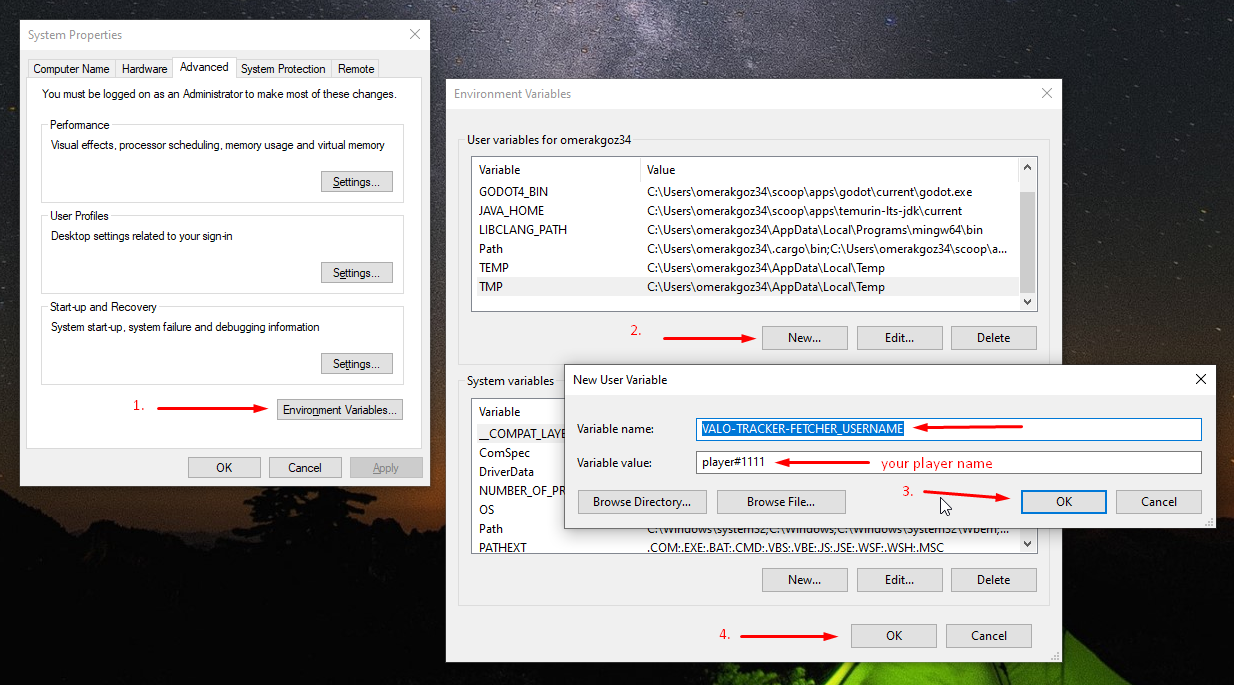 System Properties
Computer Name
Hardware
Advanced
System Protection
Remote
You must be logged on as an Administrator to make most of these changes.
Performance
Visual effects, processor scheduling, memory usage and virtual memory
Settings...
User Profiles
Desktop settings related to your sign-in
Settings...
Start-up and Recovery
System start-up, system failure and debugging information
Settings...
1.
Environment Variables...
OK
Cancel
Apply
Environment Variables
User variables for omerakgoz34
Variable Value
GODOT4_BIN C:\Users\omerakgoz34\scoop\apps\godot\current\godot.exe
JAVA_HOME C:\Users\omerakgoz34\scoop\apps\temurin-lts-jdk\current
LIBCLANG_PATH C:\Users\omerakgoz34\AppData\Local\Programs\mingw64\bin
Path C:\Users\omerakgoz34\.cargo\bin;C:\Users\omerakgoz34\scoop\a...
TEMP C:\Users\omerakgoz34\AppData\Local\Temp
TMP C:\Users\omerakgoz34\AppData\Local\Temp
2.
New...
Edit...
Delete
System variables
Variable
__COMPAT_LAYE
ComSpec
DriverData
NUMBER_OF_PR
OS
Path C:\Windows\system32;C:\Windows;C:\Windows\System32\Wbem;...
PATHEXT .COM;.EXE;.BAT;.CMD;.VBS;.VBE;.JS;.JSE;.WSF;.WSH;.MSC
New...
Edit...
Delete
4.
OK
Cancel
New User Variable
Variable name: VALO-TRACKER-FETCHER_USERNAME
Variable value: player#1111 your player name
3.
Browse Directory...
Browse File...
OK
Cancel